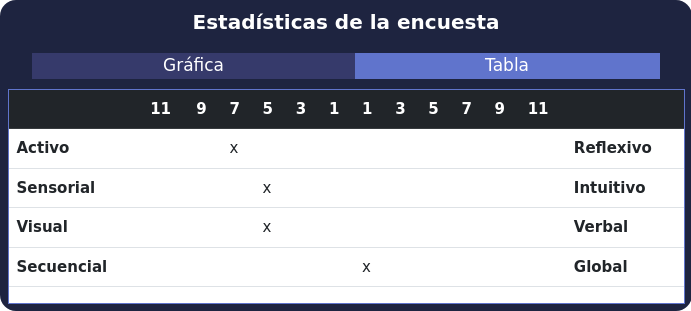 Estadísticas de la encuesta
Gráfica Tabla
11 9 7 5 3 1 1 3 5 7 9 11
Activo x Reflexivo
Sensorial x Intuitivo
Visual x Verbal
Secuencial x Global